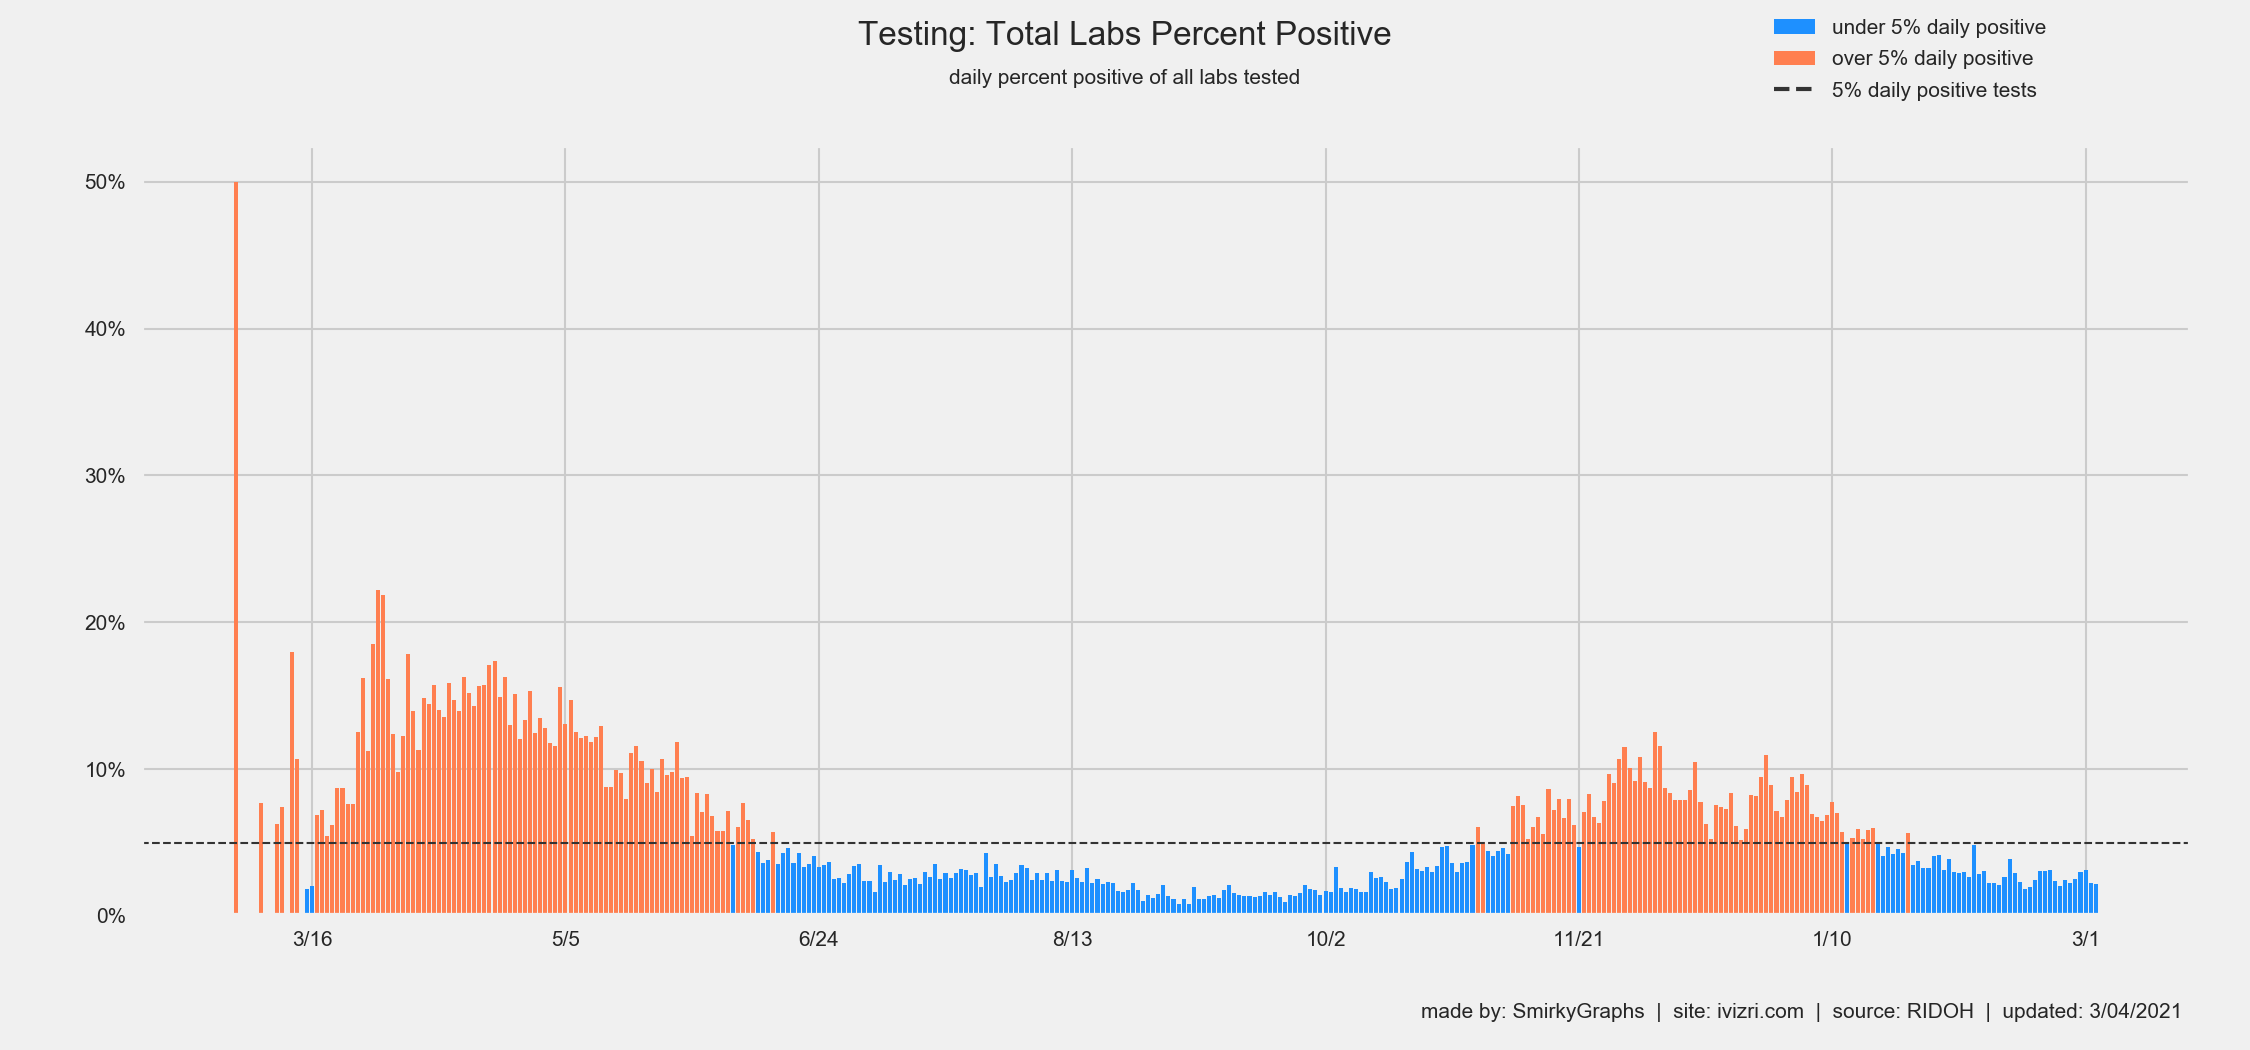 Testing: Total Labs Percent Positive
daily percent positive of all labs tested
under 5% daily positive
over 5% daily positive
5% daily positive tests
50%
40%
30%
20%
10%
0%
3/16 5/5 6/24 8/13 10/2 11/21 1/10 3/1
made by: SmirkyGraphs | site: ivizri.com | source: RIDOH | updated: 3/04/2021